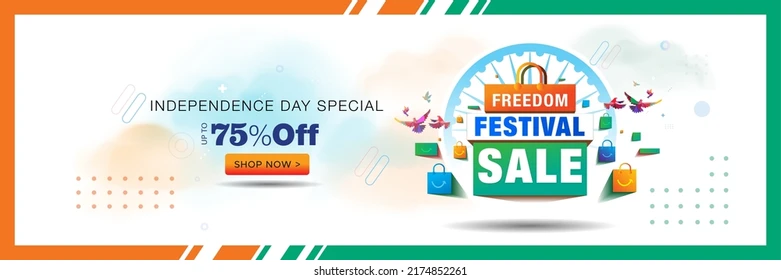 INDEPENDENCE DAY SPECIAL
UP TO
75%Off
SHOP NOW >
FREEDOM
FESTIVAL
SALE
shutterstock.com · 2174852261